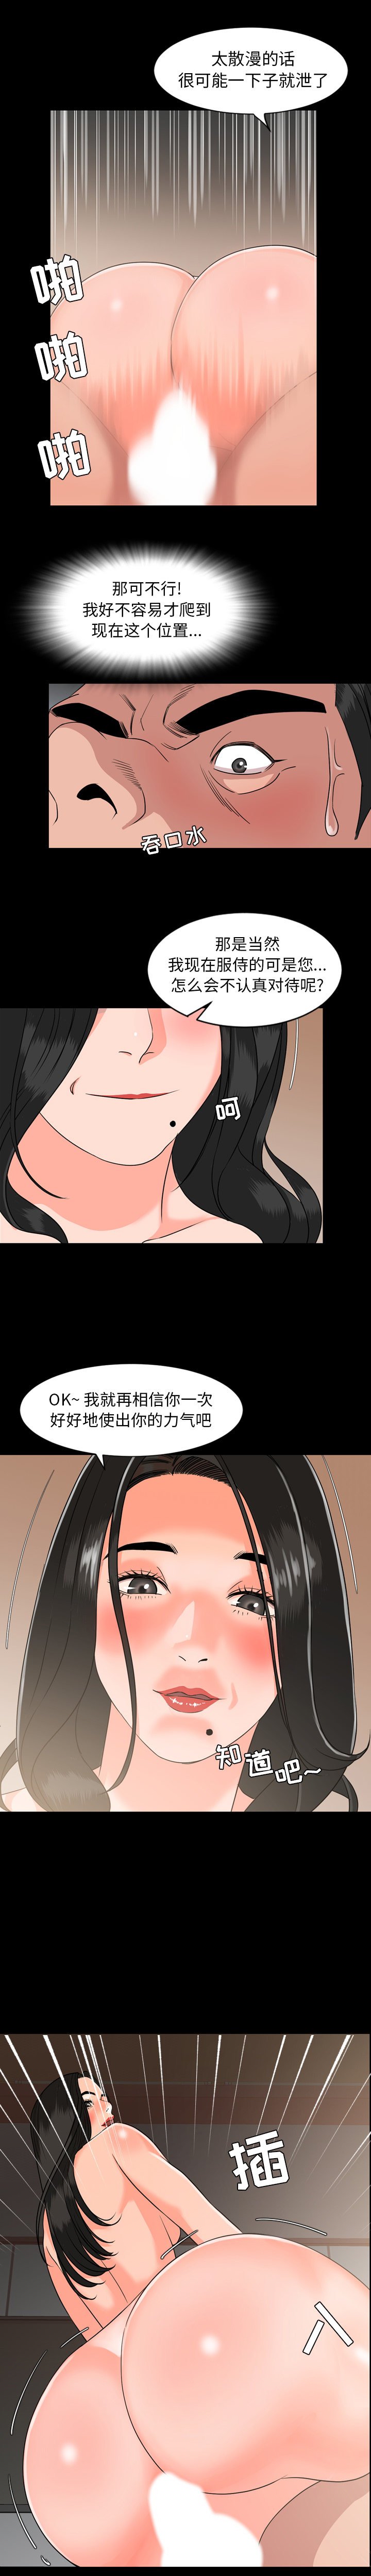 太散漫的话
很可能一下子就泄了
啪
啪
啪
那可不行!
我好不容易才爬到
现在这个位置...
吞口水
那是当然
我现在服侍的可是您...
怎么会不认真对待呢?
呵
OK~ 我就再相信你一次
好好地使出你的力气吧
知道吧~
插